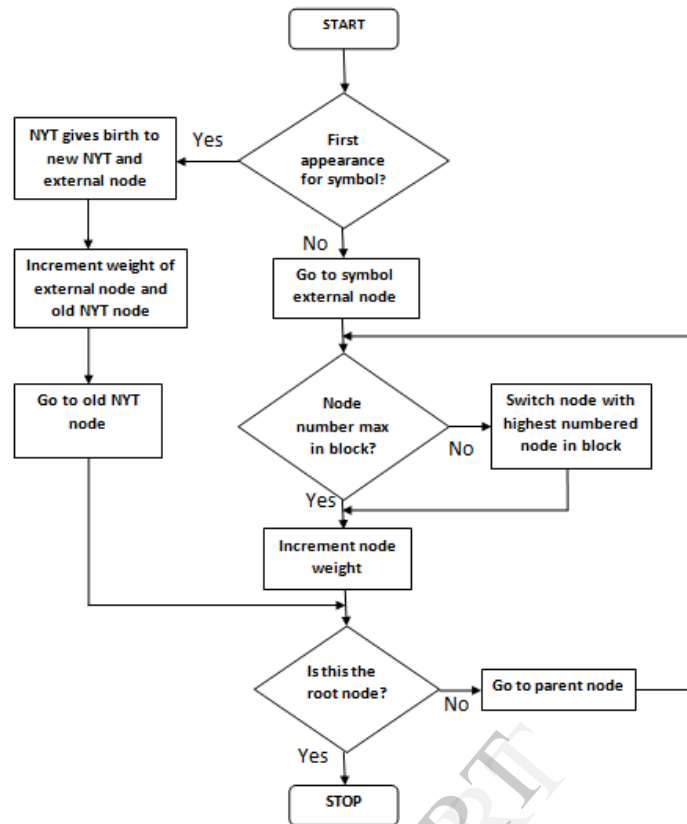 START
First
appearance
for symbol?
Yes
NYT gives birth to
new NYT and
external node
Increment weight of
external node and
old NYT node
Go to old NYT
node
No
Go to symbol
external node
Node
number max
in block?
No
Switch node with
highest numbered
node in block
Yes
Increment node
weight
Is this the
root node?
No
Go to parent node
Yes
STOP